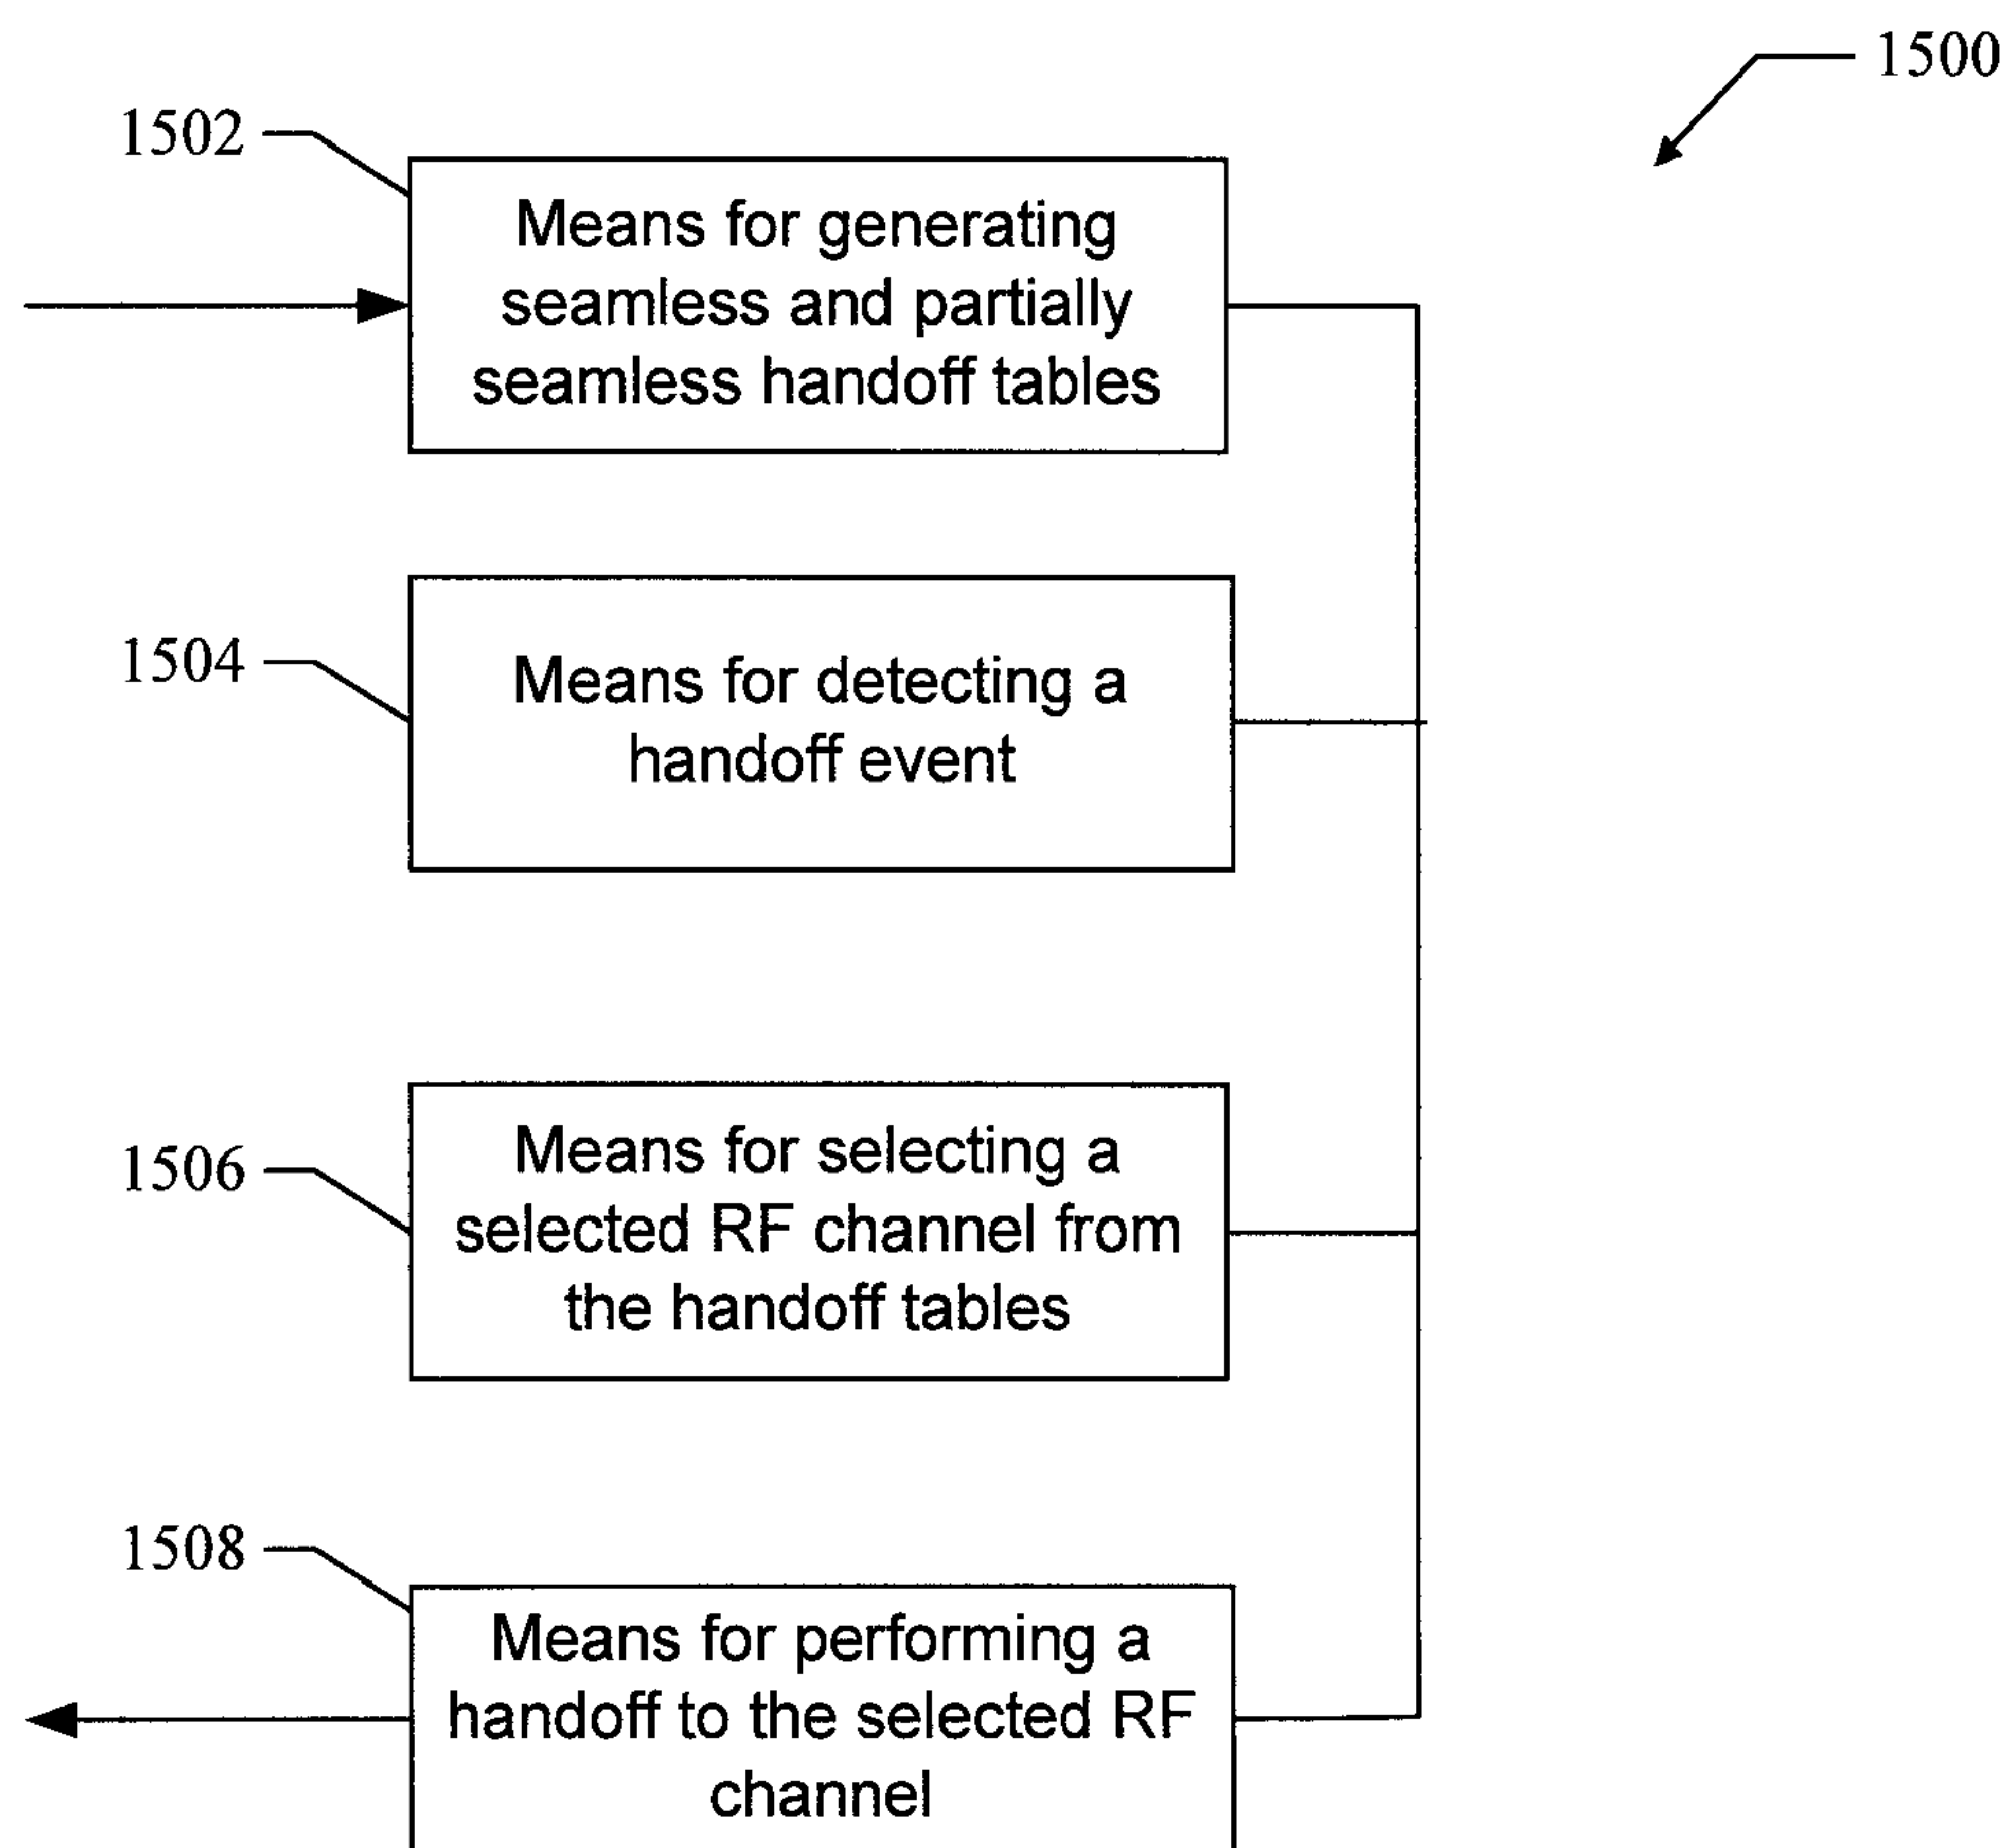 1500
1502
Means for generating
seamless and partially
seamless handoff tables
1504
Means for detecting a
handoff event
1506
Means for selecting a
selected RF channel from
the handoff tables
1508
Means for performing a
handoff to the selected RF
channel